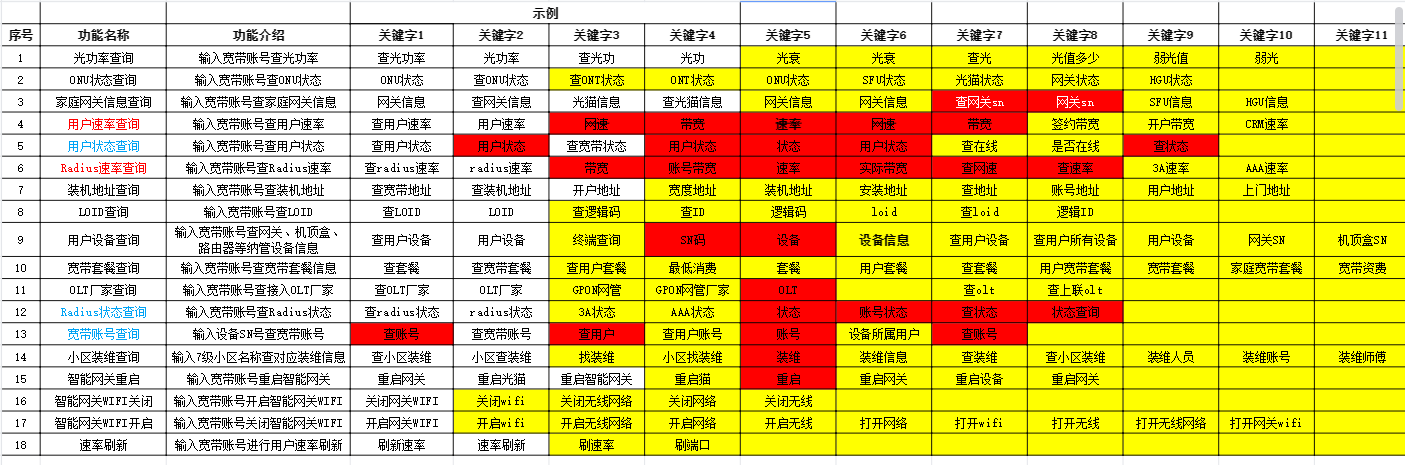 示例
序号 功能名称 功能介绍 关键字1 关键字2 关键字3 关键字4 关键字5 关键字6 关键字7 关键字8 关键字9 关键字10 关键字11
1 光功率查询 输入宽带账号查光功率 查光功率 光功率 查光功 光功 光衰 光衰 查光 光值多少 弱光值 弱光
2 ONU状态查询 输入宽带账号查ONU状态 ONU状态 查ONU状态 查ONT状态 ONT状态 ONU状态 SFU状态 光猫状态 网关状态 HGU状态
3 家庭网关信息查询 输入宽带账号查家庭网关信息 网关信息 查网关信息 光猫信息 查光猫信息 网关信息 网关信息 查网关sn 网关sn SFU信息 HGU信息
4 用户速率查询 输入宽带账号查用户速率 查用户速率 用户速率 网速 带宽 速率 网速 带宽 签约带宽 开户带宽 CRM速率
5 用户状态查询 输入宽带账号查用户状态 查用户状态 用户状态 查宽带状态 用户状态 状态 用户状态 查在线 是否在线 查状态
6 Radius速率查询 输入宽带账号查Radius速率 查radius速率 radius速率 带宽 账号带宽 速率 实际带宽 查网速 查速率 3A速率 AAA速率
7 装机地址查询 输入宽带账号查装机地址 查宽带地址 查装机地址 开户地址 宽度地址 装机地址 安装地址 查地址 账号地址 用户地址 上门地址
8 LOID查询 输入宽带账号查LOID 查LOID LOID 查逻辑码 查ID 逻辑码 loid 查loid 逻辑ID
9 用户设备查询 输入宽带账号查网关、机顶盒、 查用户设备 用户设备 终端查询 SN码 设备 设备信息 查用户设备 查用户所有设备 用户设备 网关SN 机顶盒SN
路由器等纳管设备信息
10 宽带套餐查询 输入宽带账号查宽带套餐信息 查套餐 查宽带套餐 查用户套餐 最低消费 套餐 用户套餐 查套餐 用户宽带套餐 宽带套餐 家庭宽带套餐 宽带资费
11 OLT厂家查询 输入宽带账号查接入OLT厂家 查OLT厂家 OLT厂家 GPON网管 GPON网管厂家 OLT 查olt 查上联olt
12 Radius状态查询 输入宽带账号查Radius状态 查radius状态 radius状态 3A状态 AAA状态 状态 账号状态 查状态 状态查询
13 宽带账号查询 输入设备SN号查宽带账号 查账号 查宽带账号 查用户 查用户账号 账号 设备所属用户 查账号
14 小区装维查询 输入7级小区名称查对应装维信息 查小区装维 小区查装维 找装维 小区找装维 装维 装维信息 查装维 查小区装维 装维人员 装维账号 装维师傅
15 智能网关重启 输入宽带账号重启智能网关 重启网关 重启光猫 重启智能网关 重启猫 重启 重启网关 重启设备 重启网关
16 智能网关WIFI关闭 输入宽带账号开启智能网关WIFI 关闭网关WIFI 关闭wifi 关闭无线网络 关闭网络 关闭无线
17 智能网关WIFI开启 输入宽带账号关闭智能网关WIFI 开启网关WIFI 开启wifi 开启无线网络 开启网络 开启无线 打开网络 打开wifi 打开无线 打开无线网络 打开网关wifi
18 速率刷新 输入宽带账号进行用户速率刷新 刷新速率 速率刷新 刷速率 刷端口